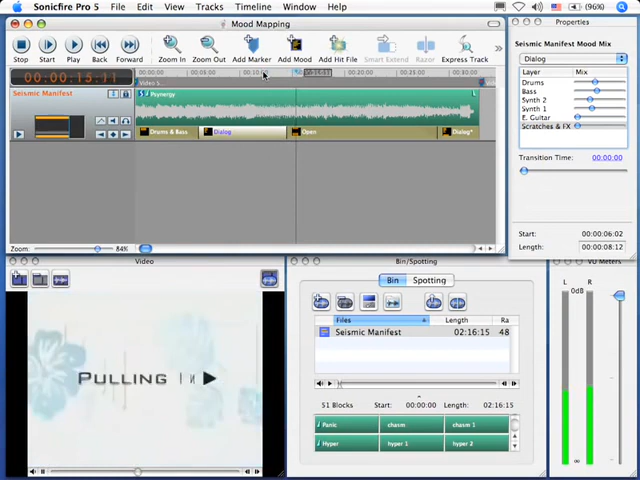 Sonicfire Pro 5 File Edit View Tracks Timeline Window Help (96%)
Mood Mapping
Stop Start Play Back Forward Zoom In Zoom Out Add Marker Add Mood Add Hit File Smart Extend Razor Express Track
00:00:15:11
00:00:00 00:00:05:00 00:00:20:00 00:00:25:00 00:00:30:00
Video S...
Seismic Manifest
Psynergy
Drums & Bass Dialog Open Dialog*
Zoom: 84%
Properties
Seismic Manifest Mood Mix
Dialog
Layer Mix
Drums
Bass
Synth 2
Synth 1
E. Guitar
Scratches & FX
Transition Time: 00:00:00
Start: 00:00:06:02
Length: 00:00:08:12
Video
PULLING
Bin/Spotting
Bin Spotting
Files Length Ra
Seismic Manifest 02:16:15 48
51 Blocks Start: 00:00:00 Length: 02:16:15
Panic chasm chasm 1
Hyper hyper 1 hyper 2
VU Meters
L R
0dB
∞